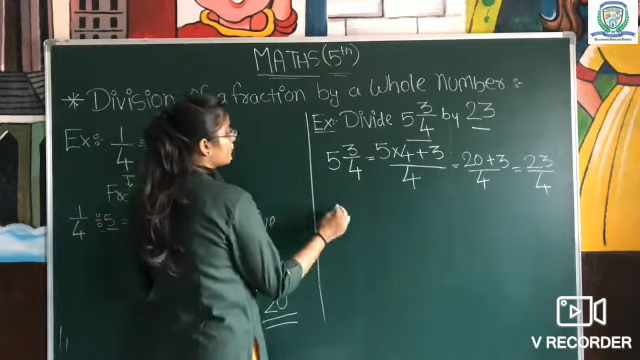 MATHS (5th)
* Division of a fraction by a whole number :-
Ex: 1/4 =
1/4 ÷ 5 =
20
Ex: Divide 5 3/4 by 23
5 3/4 = 5×4+3/4 = 20+3/4 = 23/4
V RECORDER